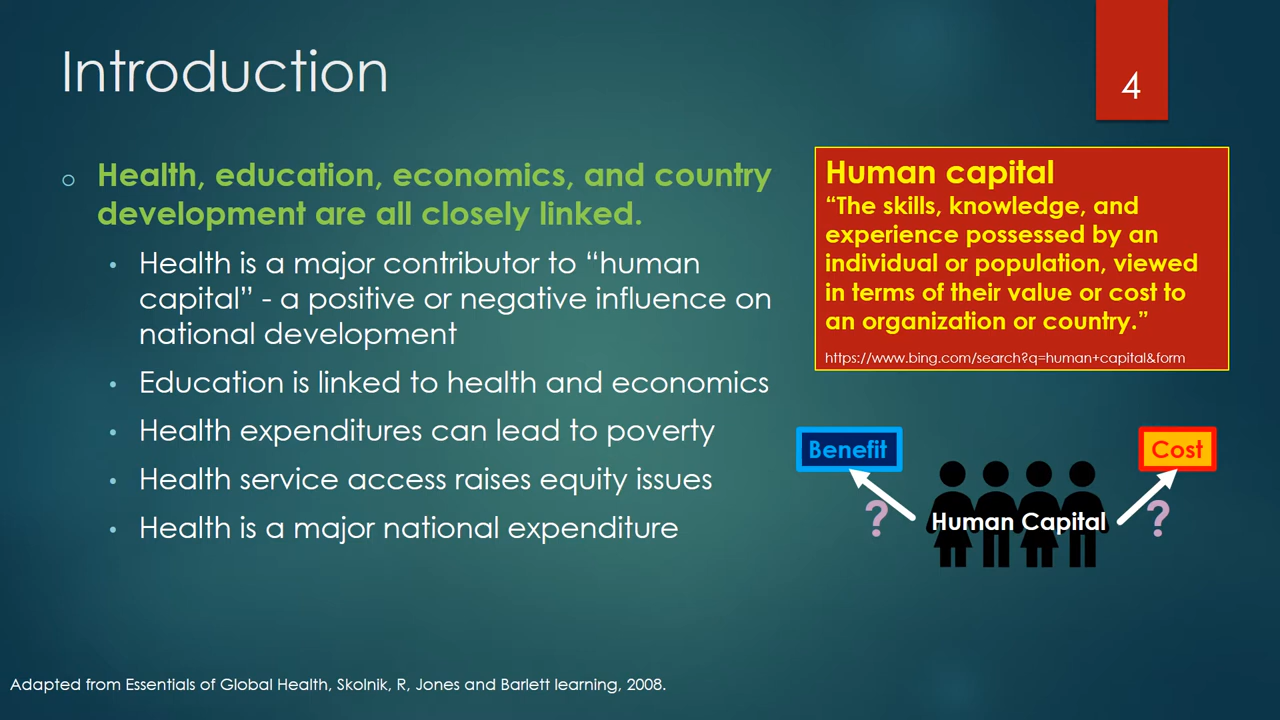 Introduction
4
Health, education, economics, and country
development are all closely linked.
Health is a major contributor to “human
capital” - a positive or negative influence on
national development
Education is linked to health and economics
Health expenditures can lead to poverty
Health service access raises equity issues
Health is a major national expenditure
Human capital
“The skills, knowledge, and
experience possessed by an
individual or population, viewed
in terms of their value or cost to
an organization or country.”
https://www.bing.com/search?q=human+capital&form
Benefit
Cost
? Human Capital ?
Adapted from Essentials of Global Health, Skolnik, R, Jones and Barlett learning, 2008.